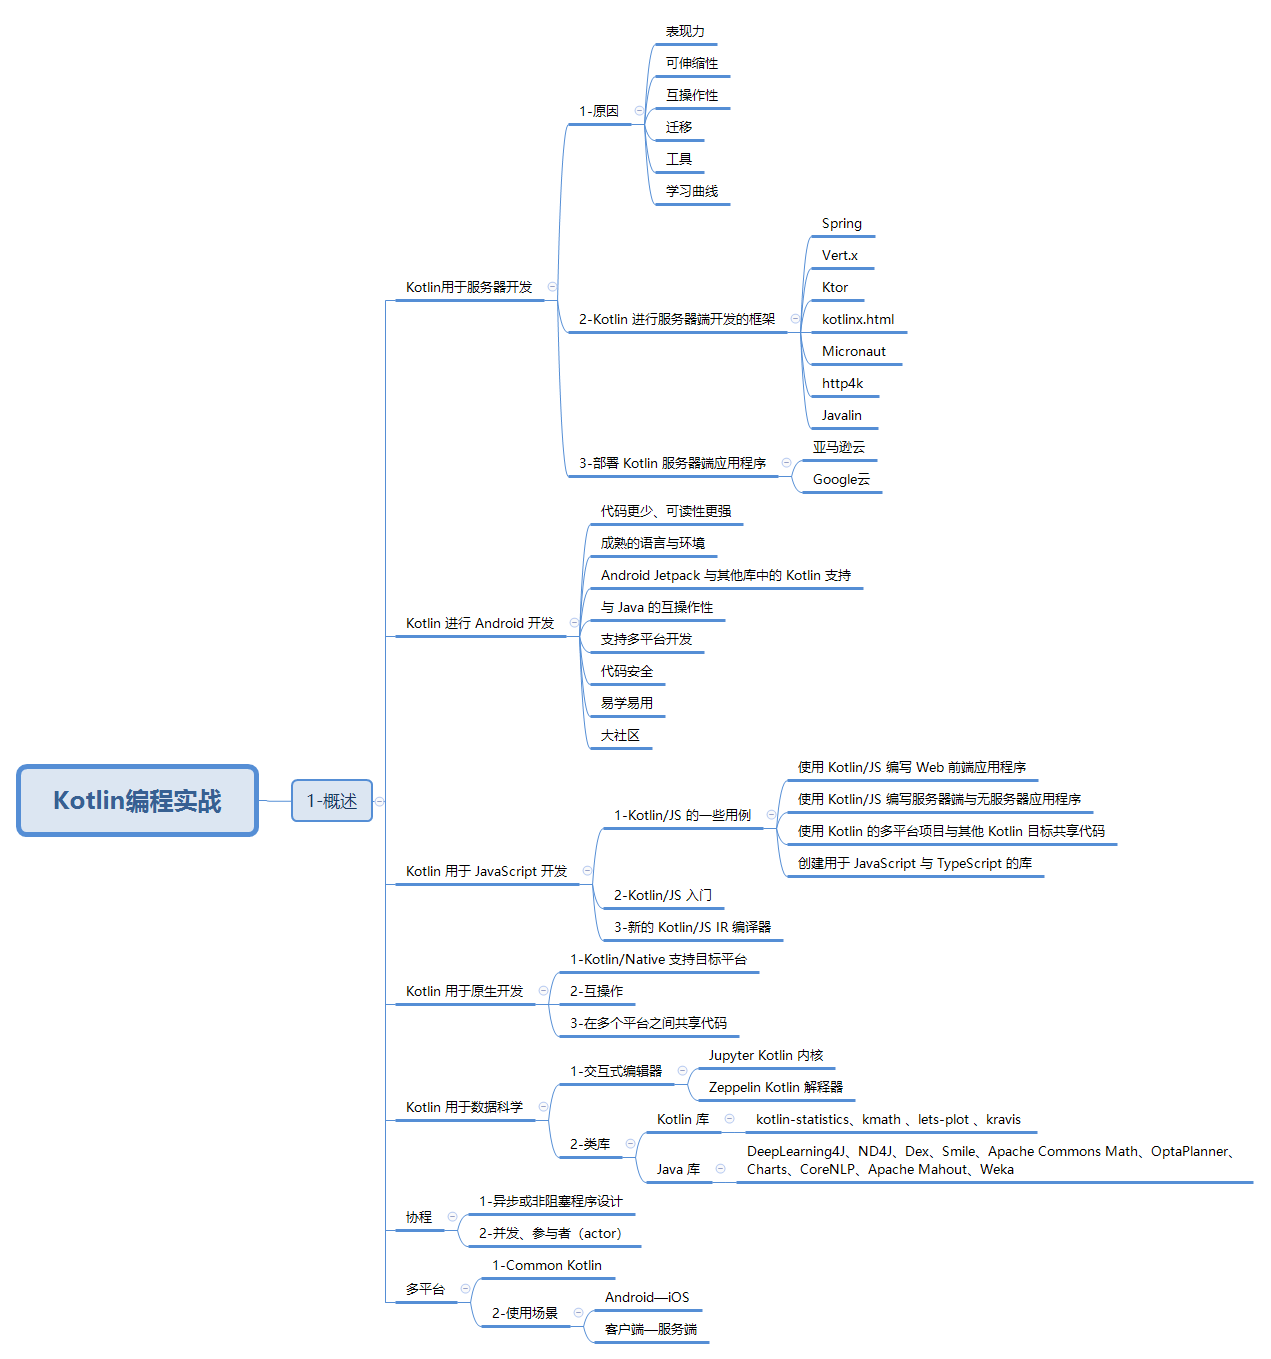 Kotlin编程实战
1-概述
Kotlin用于服务器开发
1-原因
表现力
可伸缩性
互操作性
迁移
工具
学习曲线
2-Kotlin 进行服务器端开发的框架
Spring
Vert.x
Ktor
kotlinx.html
Micronaut
http4k
Javalin
3-部署 Kotlin 服务器端应用程序
亚马逊云
Google云
Kotlin 进行 Android 开发
代码更少、可读性更强
成熟的语言与环境
Android Jetpack 与其他库中的 Kotlin 支持
与 Java 的互操作性
支持多平台开发
代码安全
易学易用
大社区
Kotlin 用于 JavaScript 开发
1-Kotlin/JS 的一些用例
使用 Kotlin/JS 编写 Web 前端应用程序
使用 Kotlin/JS 编写服务器端与无服务器应用程序
使用 Kotlin 的多平台项目与其他 Kotlin 目标共享代码
创建用于 JavaScript 与 TypeScript 的库
2-Kotlin/JS 入门
3-新的 Kotlin/JS IR 编译器
Kotlin 用于原生开发
1-Kotlin/Native 支持目标平台
2-互操作
3-在多个平台之间共享代码
Kotlin 用于数据科学
1-交互式编辑器
Jupyter Kotlin 内核
Zeppelin Kotlin 解释器
2-类库
Kotlin 库
kotlin-statistics、kmath 、lets-plot 、kravis
Java 库
DeepLearning4J、ND4J、Dex、Smile、Apache Commons Math、OptaPlanner、
Charts、CoreNLP、Apache Mahout、Weka
协程
1-异步或非阻塞程序设计
2-并发、参与者（actor）
多平台
1-Common Kotlin
2-使用场景
Android—iOS
客户端—服务端